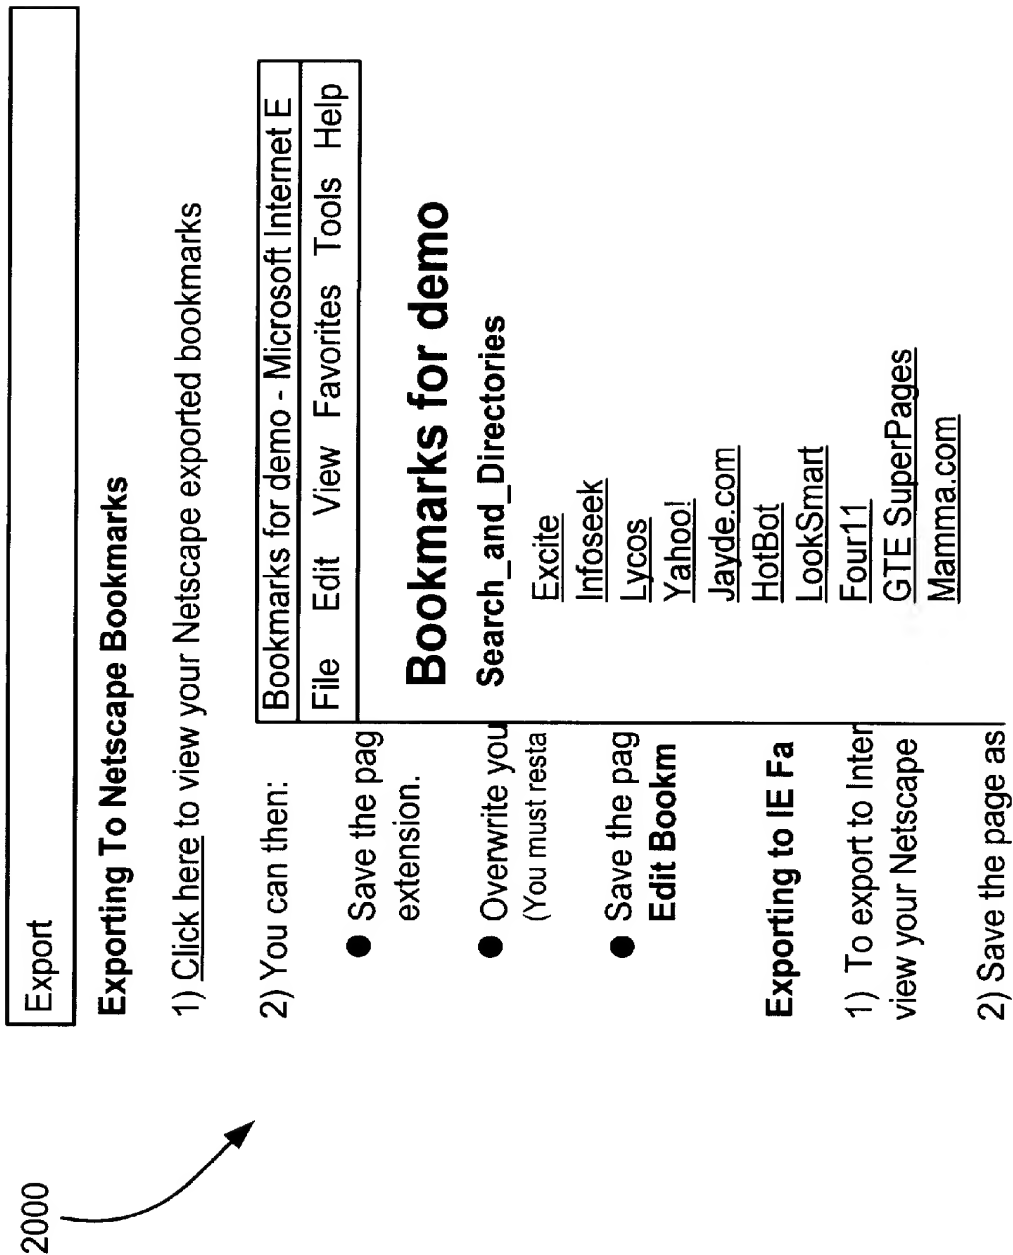 2000
Export
Exporting To Netscape Bookmarks
1) Click here to view your Netscape exported bookmarks
2) You can then:
● Save the pag
extension.
● Overwrite you
(You must resta
● Save the pag
Edit Bookm
Exporting to IE Fa
1) To export to Inter
view your Netscape
2) Save the page as
Bookmarks for demo - Microsoft Internet E
File Edit View Favorites Tools Help
Bookmarks for demo
Search_and_Directories
Excite
Infoseek
Lycos
Yahoo!
Jayde.com
HotBot
LookSmart
Four11
GTE SuperPages
Mamma.com